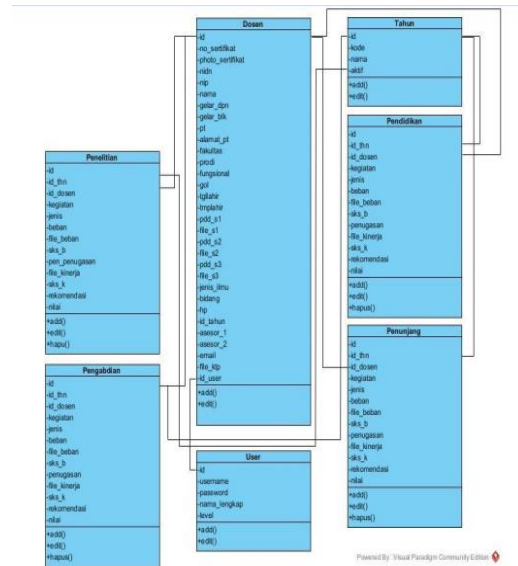 Dosen
-id
-no_sertifikat
-photo_sertifikat
-nidn
-nip
-nama
-gelar_dpn
-gelar_blk
-pt
-alamat_pt
-fakultas
-prodi
-fungsional
-gol
-tgllahir
-tmplahir
-pdd_s1
-file_s1
-pdd_s2
-file_s2
-pdd_s3
-file_s3
-jenis_ilmu
-bidang
-hp
-id_tahun
-asesor_1
-asesor_2
-email
-file_ktp
-id_user
+add()
+edit()
Tahun
-id
-kode
-nama
-aktif
+add()
+edit()
Pendidikan
-id
-id_thn
-id_dosen
-kegiatan
-jenis
-beban
-file_beban
-sks_b
-penugasan
-file_kinerja
-sks_k
-rekomendasi
-nilai
+add()
+edit()
+hapus()
Penelitian
-id
-id_thn
-id_dosen
-kegiatan
-jenis
-beban
-file_beban
-sks_b
-pen_penugasan
-file_kinerja
-sks_k
-rekomendasi
-nilai
+add()
+edit()
+hapu()
Penunjang
-id
-id_thn
-id_dosen
-kegiatan
-jenis
-beban
-file_beban
-sks_b
-penugasan
-file_kinerja
-sks_k
-rekomendasi
-nilai
+add()
+edit()
+hapus()
Pengabdian
-id
-id_thn
-id_dosen
-kegiatan
-jenis
-beban
-file_beban
-sks_b
-penugasan
-file_kinerja
-sks_k
-rekomendasi
-nilai
+add()
+edit()
+hapus()
User
-id
-username
-password
-nama_lengkap
-level
+add()
+edit()
Powered By Visual Paradigm Community Edition